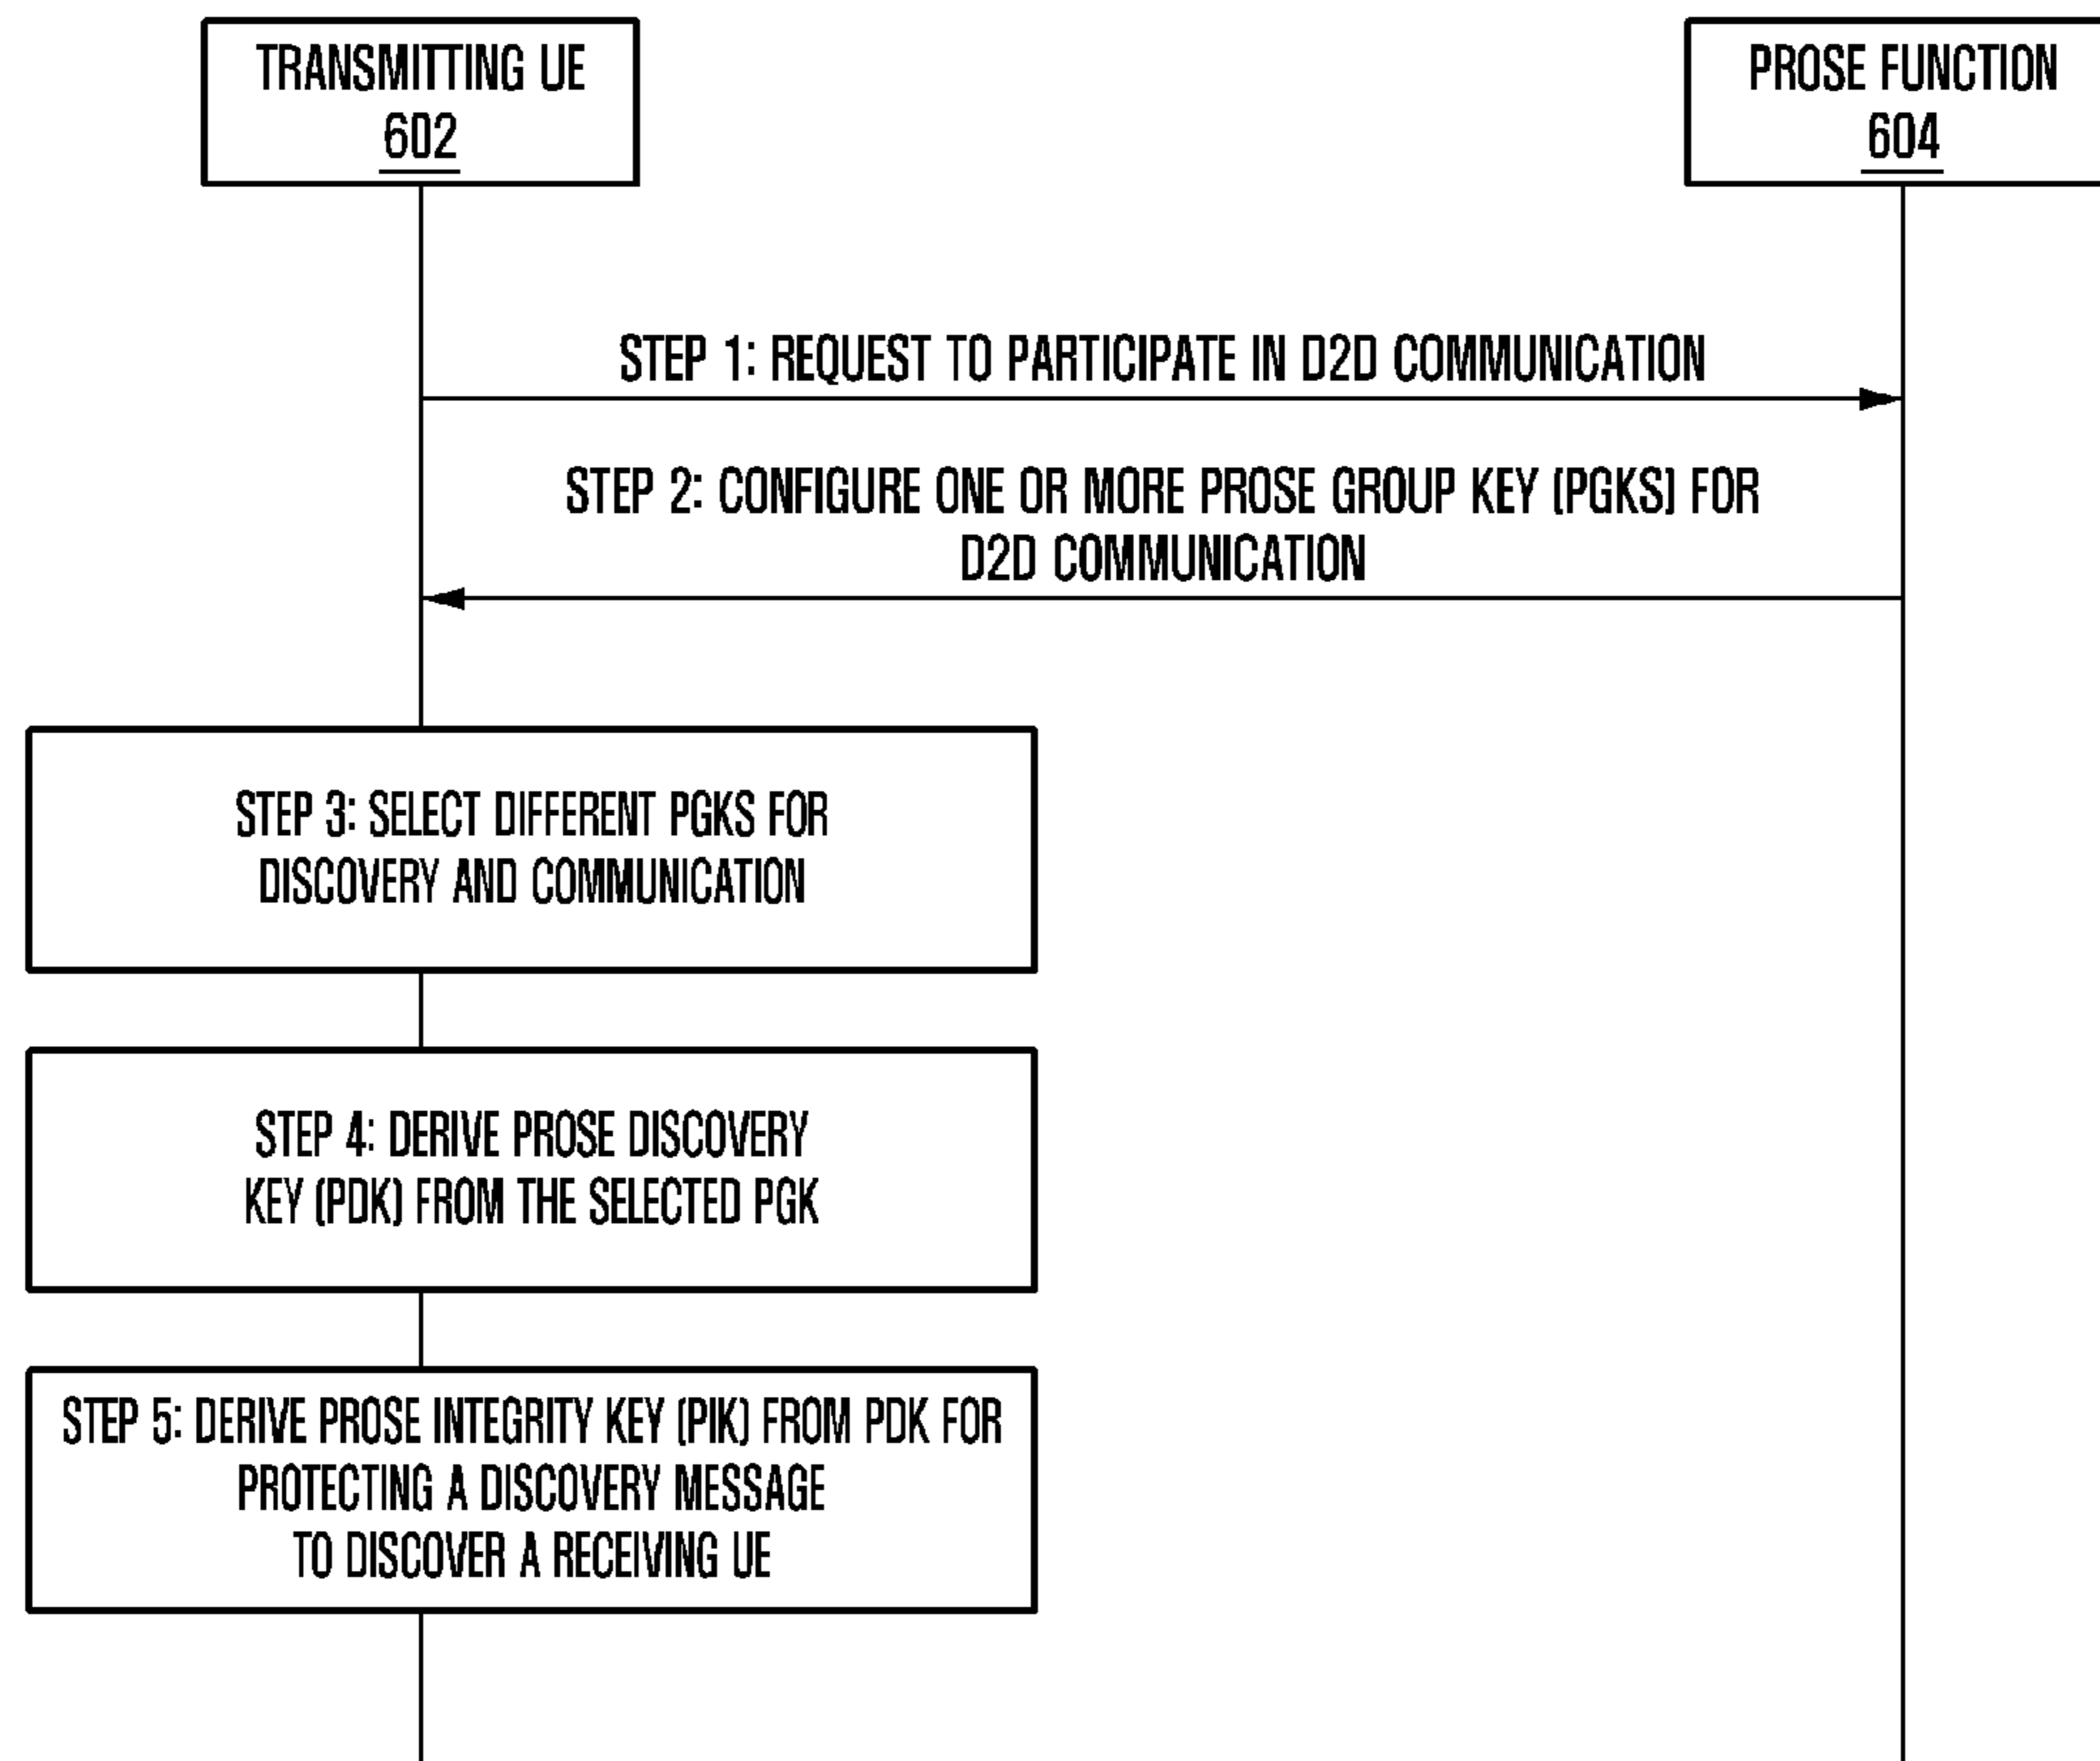 TRANSMITTING UE
602
PROSE FUNCTION
604
STEP 1: REQUEST TO PARTICIPATE IN D2D COMMUNICATION
STEP 2: CONFIGURE ONE OR MORE PROSE GROUP KEY (PGKS) FOR
D2D COMMUNICATION
STEP 3: SELECT DIFFERENT PGKS FOR
DISCOVERY AND COMMUNICATION
STEP 4: DERIVE PROSE DISCOVERY
KEY (PDK) FROM THE SELECTED PGK
STEP 5: DERIVE PROSE INTEGRITY KEY (PIK) FROM PDK FOR
PROTECTING A DISCOVERY MESSAGE
TO DISCOVER A RECEIVING UE